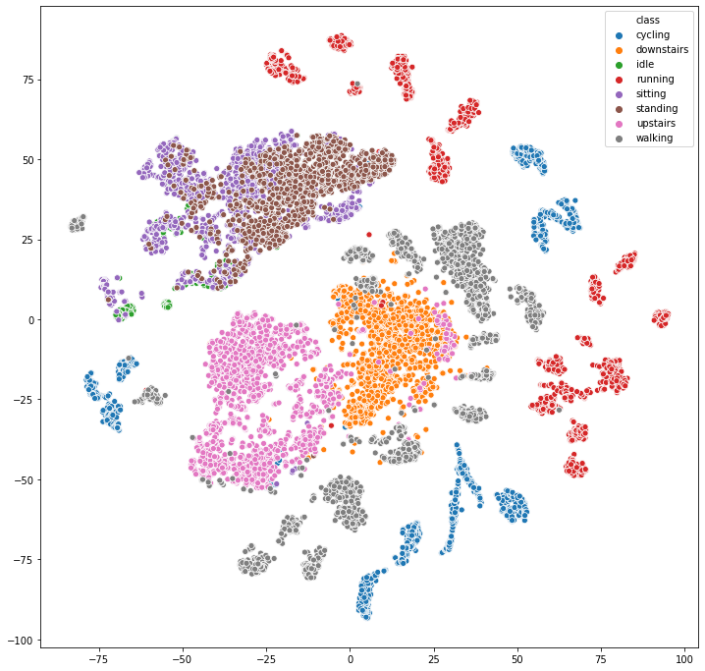 class
cycling
downstairs
idle
running
sitting
standing
upstairs
walking
75
50
25
0
−25
−50
−75
−100
−75 −50 −25 0 25 50 75 100